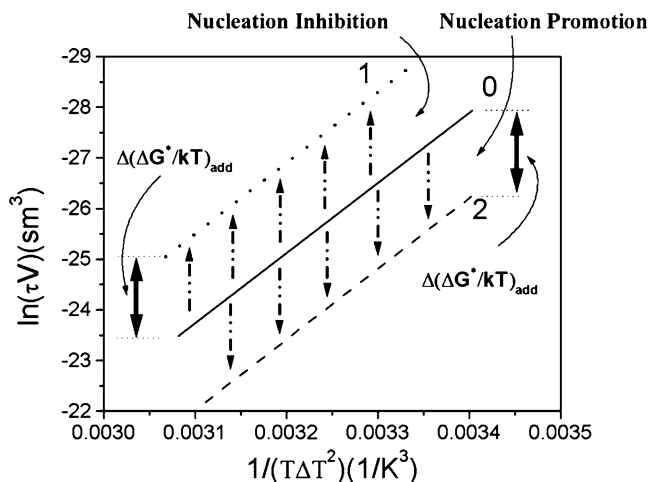 Nucleation Inhibition
Nucleation Promotion
-29
-28
-27
-26
-25
-24
-23
-22
ln(τV)(sm³)
1
0
2
Δ(ΔG*/kT)add
Δ(ΔG*/kT)add
0.0030 0.0031 0.0032 0.0033 0.0034 0.0035
1/(TΔT²)(1/K³)